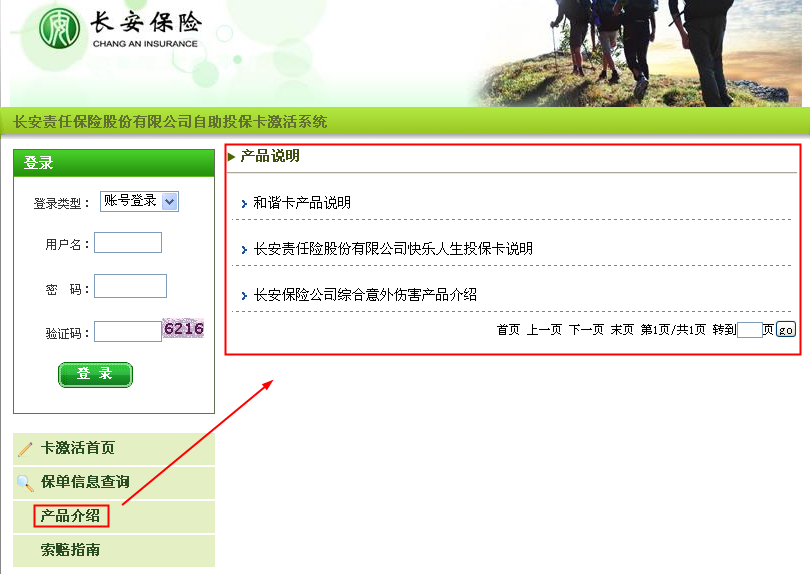 长安保险
CHANG AN INSURANCE
长安责任保险股份有限公司自助投保卡激活系统
登录
登录类型： 账号登录
用户名：
密 码：
验证码： 6216
登 录
卡激活首页
保单信息查询
产品介绍
索赔指南
产品说明
和谐卡产品说明
长安责任险股份有限公司快乐人生投保卡说明
长安保险公司综合意外伤害产品介绍
首页 上一页 下一页 末页 第1页/共1页 转到 页 go